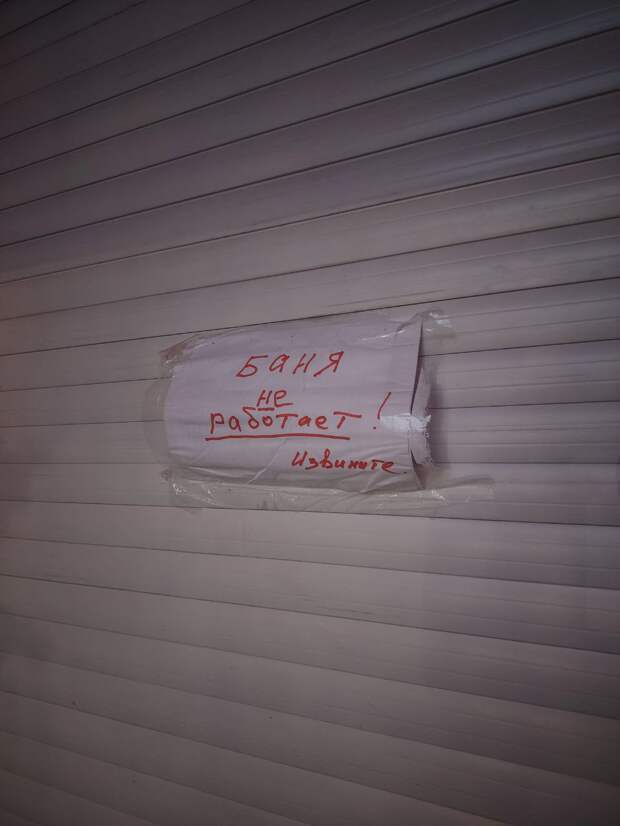 Баня
не
работает!
Извините.